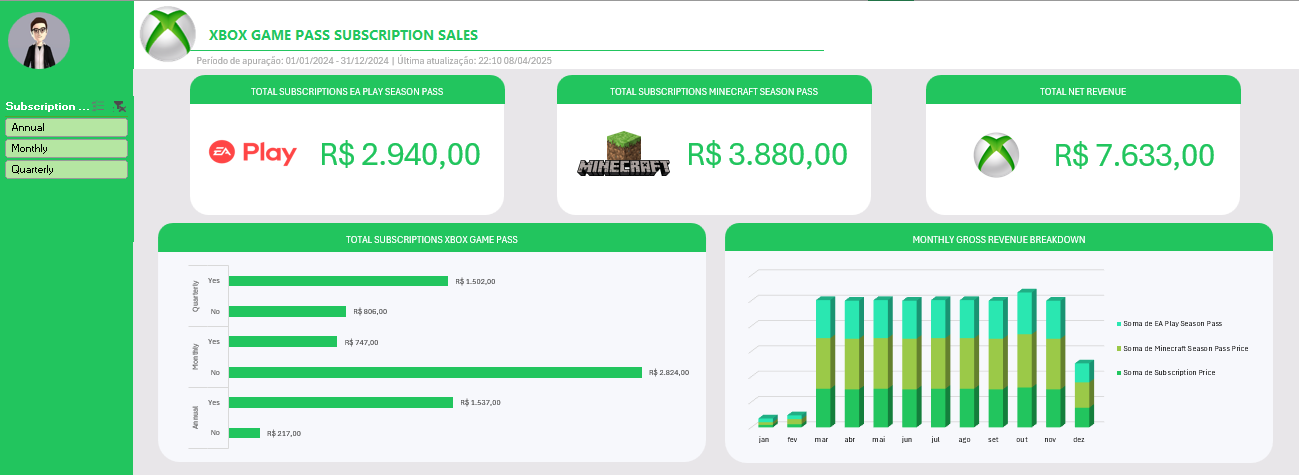 XBOX GAME PASS SUBSCRIPTION SALES
Período de apuração: 01/01/2024 - 31/12/2024 | Última atualização: 22:10 08/04/2025
Subscription ...
Annual
Monthly
Quarterly
TOTAL SUBSCRIPTIONS EA PLAY SEASON PASS
EA Play
R$ 2.940,00
TOTAL SUBSCRIPTIONS MINECRAFT SEASON PASS
MINECRAFT
R$ 3.880,00
TOTAL NET REVENUE
R$ 7.633,00
TOTAL SUBSCRIPTIONS XBOX GAME PASS
Quarterly
Yes
R$ 1.502,00
No
R$ 806,00
Monthly
Yes
R$ 747,00
No
R$ 2.824,00
Annual
Yes
R$ 1.537,00
No
R$ 217,00
MONTHLY GROSS REVENUE BREAKDOWN
jan fev mar abr mai jun jul ago set out nov dez
Soma de EA Play Season Pass
Soma de Minecraft Season Pass Price
Soma de Subscription Price